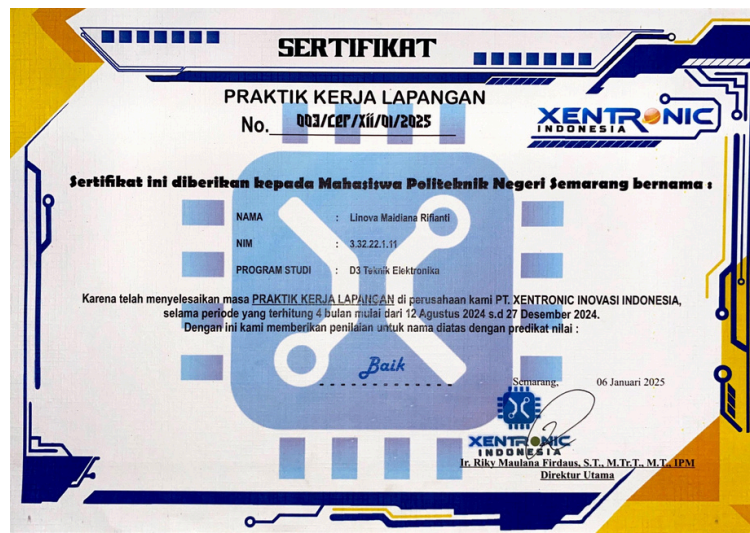 SERTIFIKAT
PRAKTIK KERJA LAPANGAN
No. 003/CEP/XII/01/2025
XENTRONIC
INDONESIA
Sertifikat ini diberikan kepada Mahasiswa Politeknik Negeri Semarang bernama :
NAMA : Linova Maidiana Rifianti
NIM : 3.32.22.1.11
PROGRAM STUDI : D3 Teknik Elektronika
Karena telah menyelesaikan masa PRAKTIK KERJA LAPANGAN di perusahaan kami PT. XENTRONIC INOVASI INDONESIA,
selama periode yang terhitung 4 bulan mulai dari 12 Agustus 2024 s.d 27 Desember 2024.
Dengan ini kami memberikan penilaian untuk nama diatas dengan predikat nilai :
Baik
Semarang, 06 Januari 2025
XENTRONIC
INDONESIA
Ir. Riky Maulana Firdaus, S.T., M.Tr.T., M.T., IPM
Direktur Utama